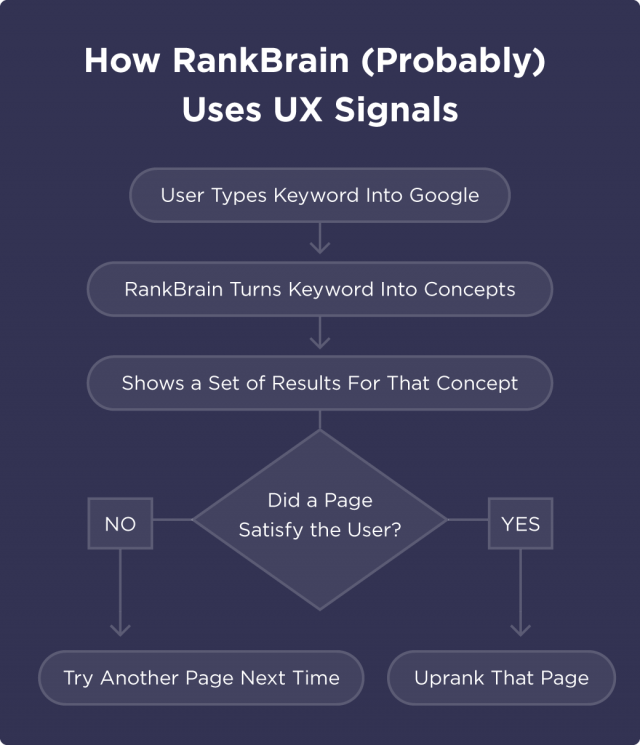 How RankBrain (Probably)
Uses UX Signals
User Types Keyword Into Google
RankBrain Turns Keyword Into Concepts
Shows a Set of Results For That Concept
Did a Page
Satisfy the User?
NO
YES
Try Another Page Next Time
Uprank That Page